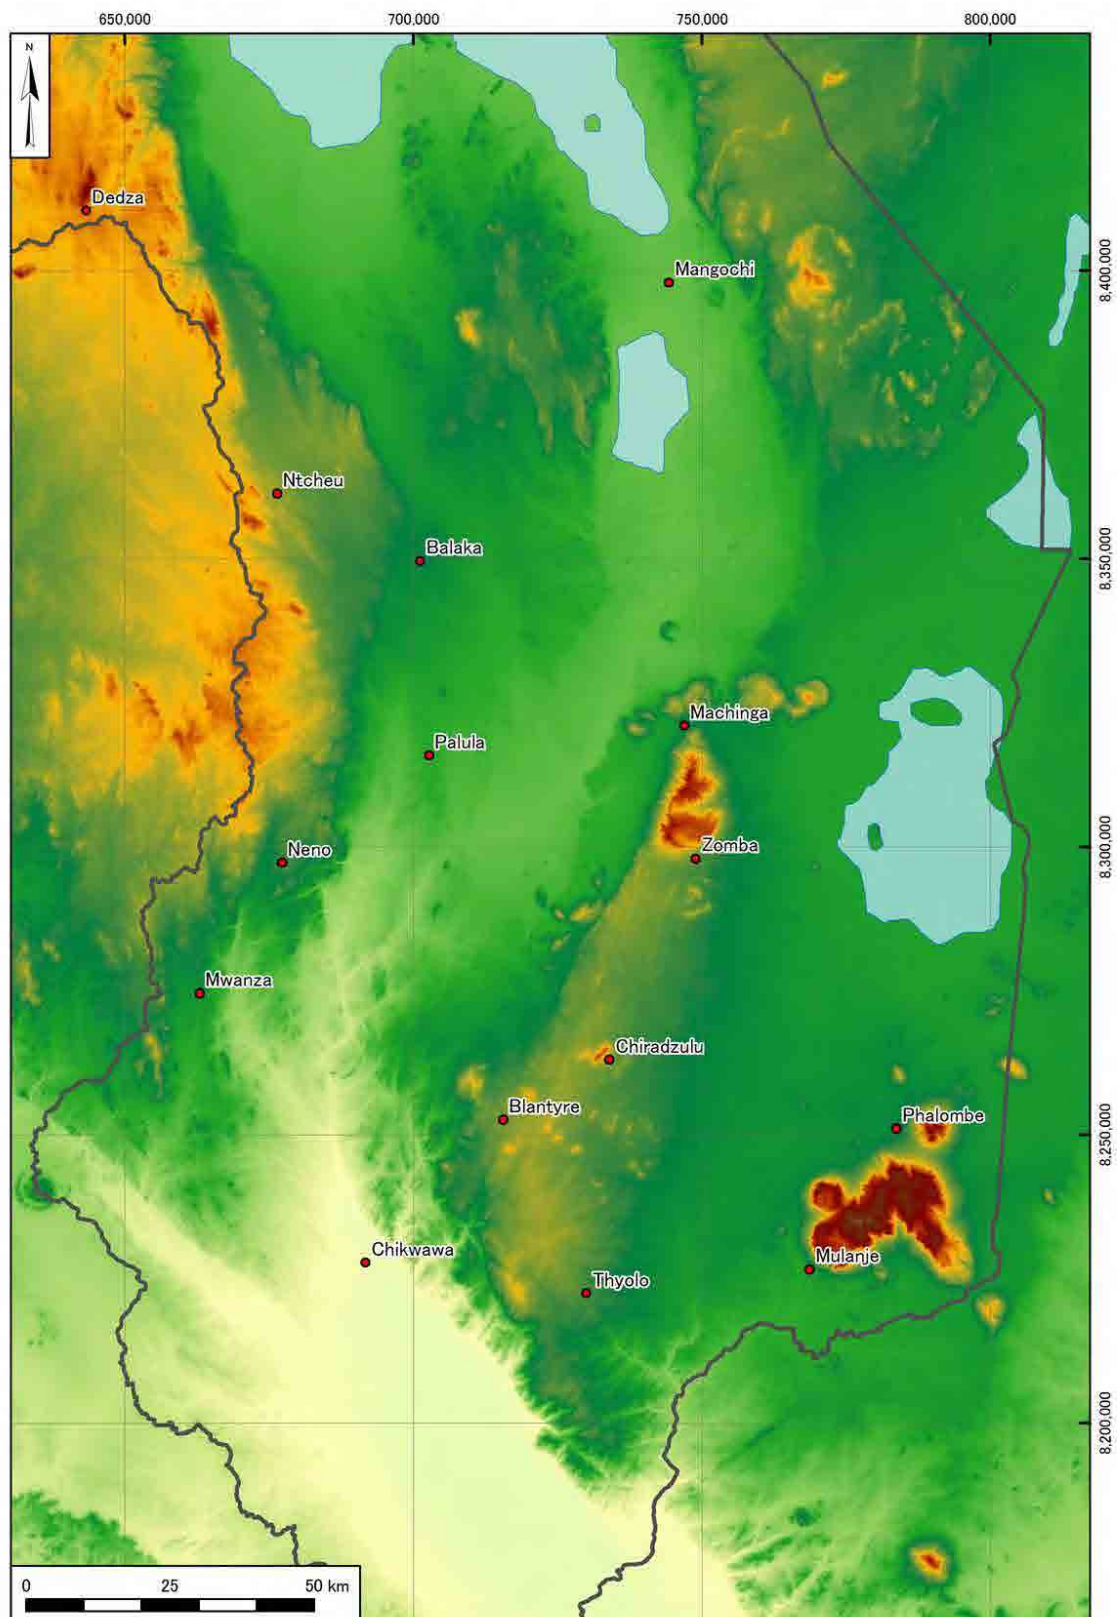 650,000
700,000
750,000
800,000
N
Dedza
Mangochi
8,400,000
Ntcheu
Balaka
8,350,000
Machinga
Palula
Zomba
8,300,000
Neno
Mwanza
Chiradzulu
Blantyre
Phalombe
8,250,000
Chikwawa
Mulanje
Thyolo
8,200,000
0 25 50 km